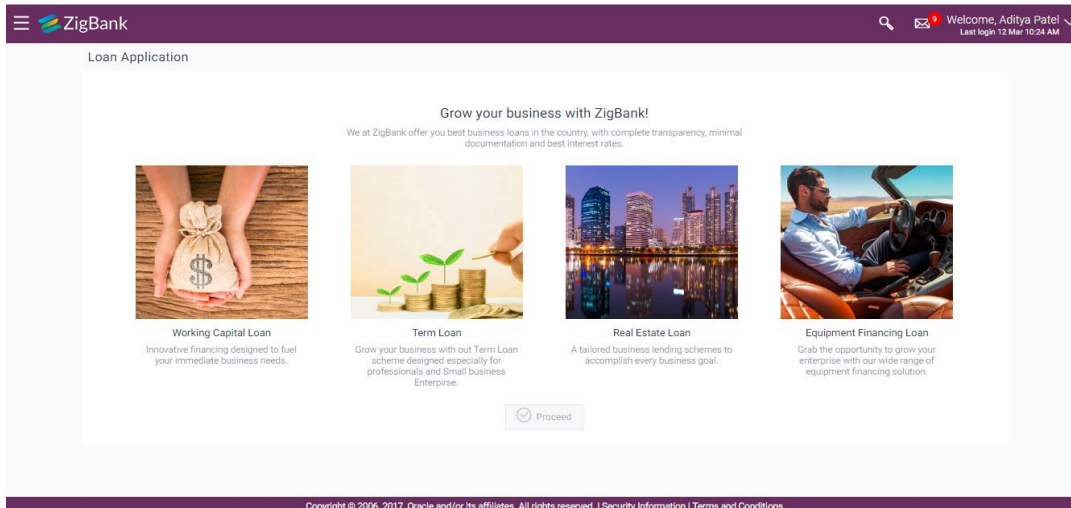 ZigBank
9
Welcome, Aditya Patel
Last login 12 Mar 10:24 AM
Loan Application
Grow your business with ZigBank!
We at ZigBank offer you best business loans in the country, with complete transparency, minimal
documentation and best interest rates.
$
Working Capital Loan
Innovative financing designed to fuel
your immediate business needs.
Term Loan
Grow your business with out Term Loan
scheme designed especially for
professionals and Small business
Enterpirse.
Real Estate Loan
A tailored business lending schemes to
accomplish every business goal.
Equipment Financing Loan
Grab the opportunity to grow your
enterprise with our wide range of
equipment financing solution.
Proceed
Copyright © 2006, 2017, Oracle and/or its affiliates. All rights reserved. | Security Information | Terms and Conditions